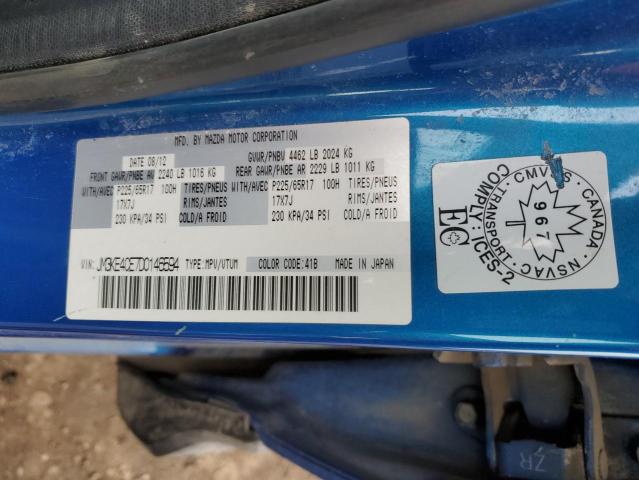 MFD. BY MAZDA MOTOR CORPORATION
DATE 08/12 GVWR/PNBV 4462 LB 2024 KG
FRONT GAWR/PNBE AV 2240 LB 1016 KG REAR GAWR/PNBE AR 2229 LB 1011 KG
WITH/AVEC P225/65R17 100H TIRES/PNEUS WITH/AVEC P225/65R17 100H TIRES/PNEUS
17X7J RIMS/JANTES 17X7J RIMS/JANTES
230 KPA/34 PSI COLD/A FROID 230 KPA/34 PSI COLD/A FROID
VIN: JM3KE4CE7D0146594 TYPE:MPV/VTUM COLOR CODE:41B MADE IN JAPAN
CANADA
TRANSPORT
NSVAC
967
COMPLY: ICES-2
EC
ZR